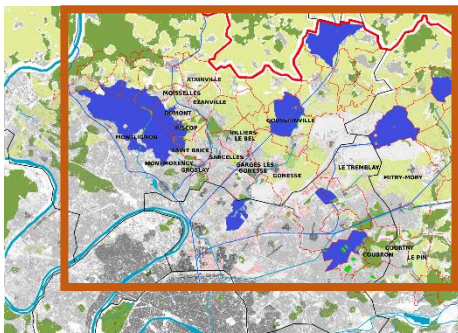 ATAINVILLE
MOISSELLES
EZANVILLE
DOMONT
PISCOP
GOUSSAINVILLE
VILLIERS
LE BEL
MONTLIGNON
SAINT BRICE
SARCELLES
MONTMORENCY
GROSLAY
GARGES LES
GONESSE
GONESSE
LE TREMBLAY
MITRY-MORY
COURTRY
COUBRON
LE PIN